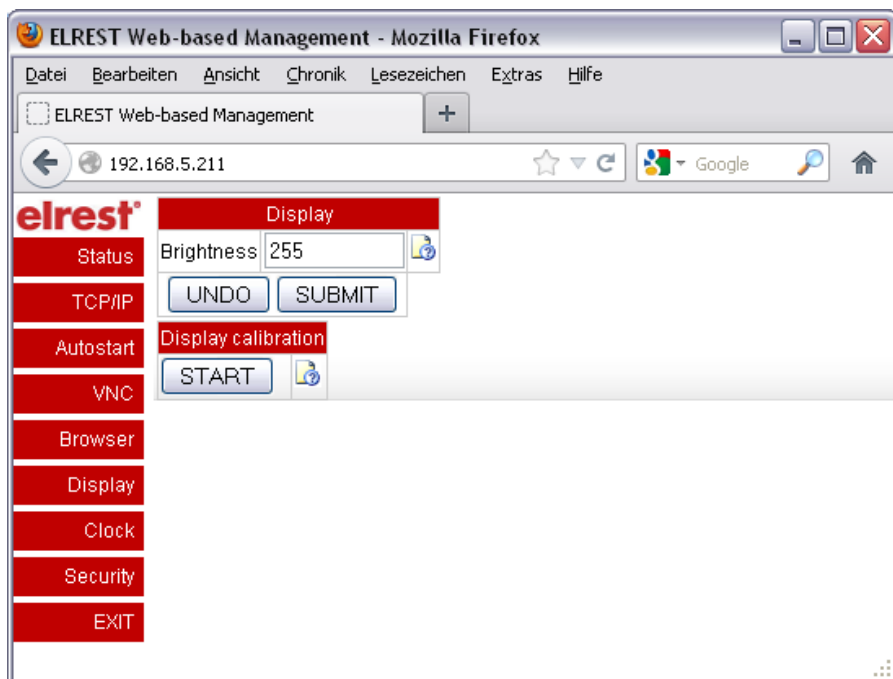 ELREST Web-based Management - Mozilla Firefox
Datei Bearbeiten Ansicht Chronik Lesezeichen Extras Hilfe
ELREST Web-based Management +
192.168.5.211 Google
elrest®
Display
Status
Brightness 255
TCP/IP
UNDO SUBMIT
Autostart
Display calibration
VNC
START
Browser
Display
Clock
Security
EXIT